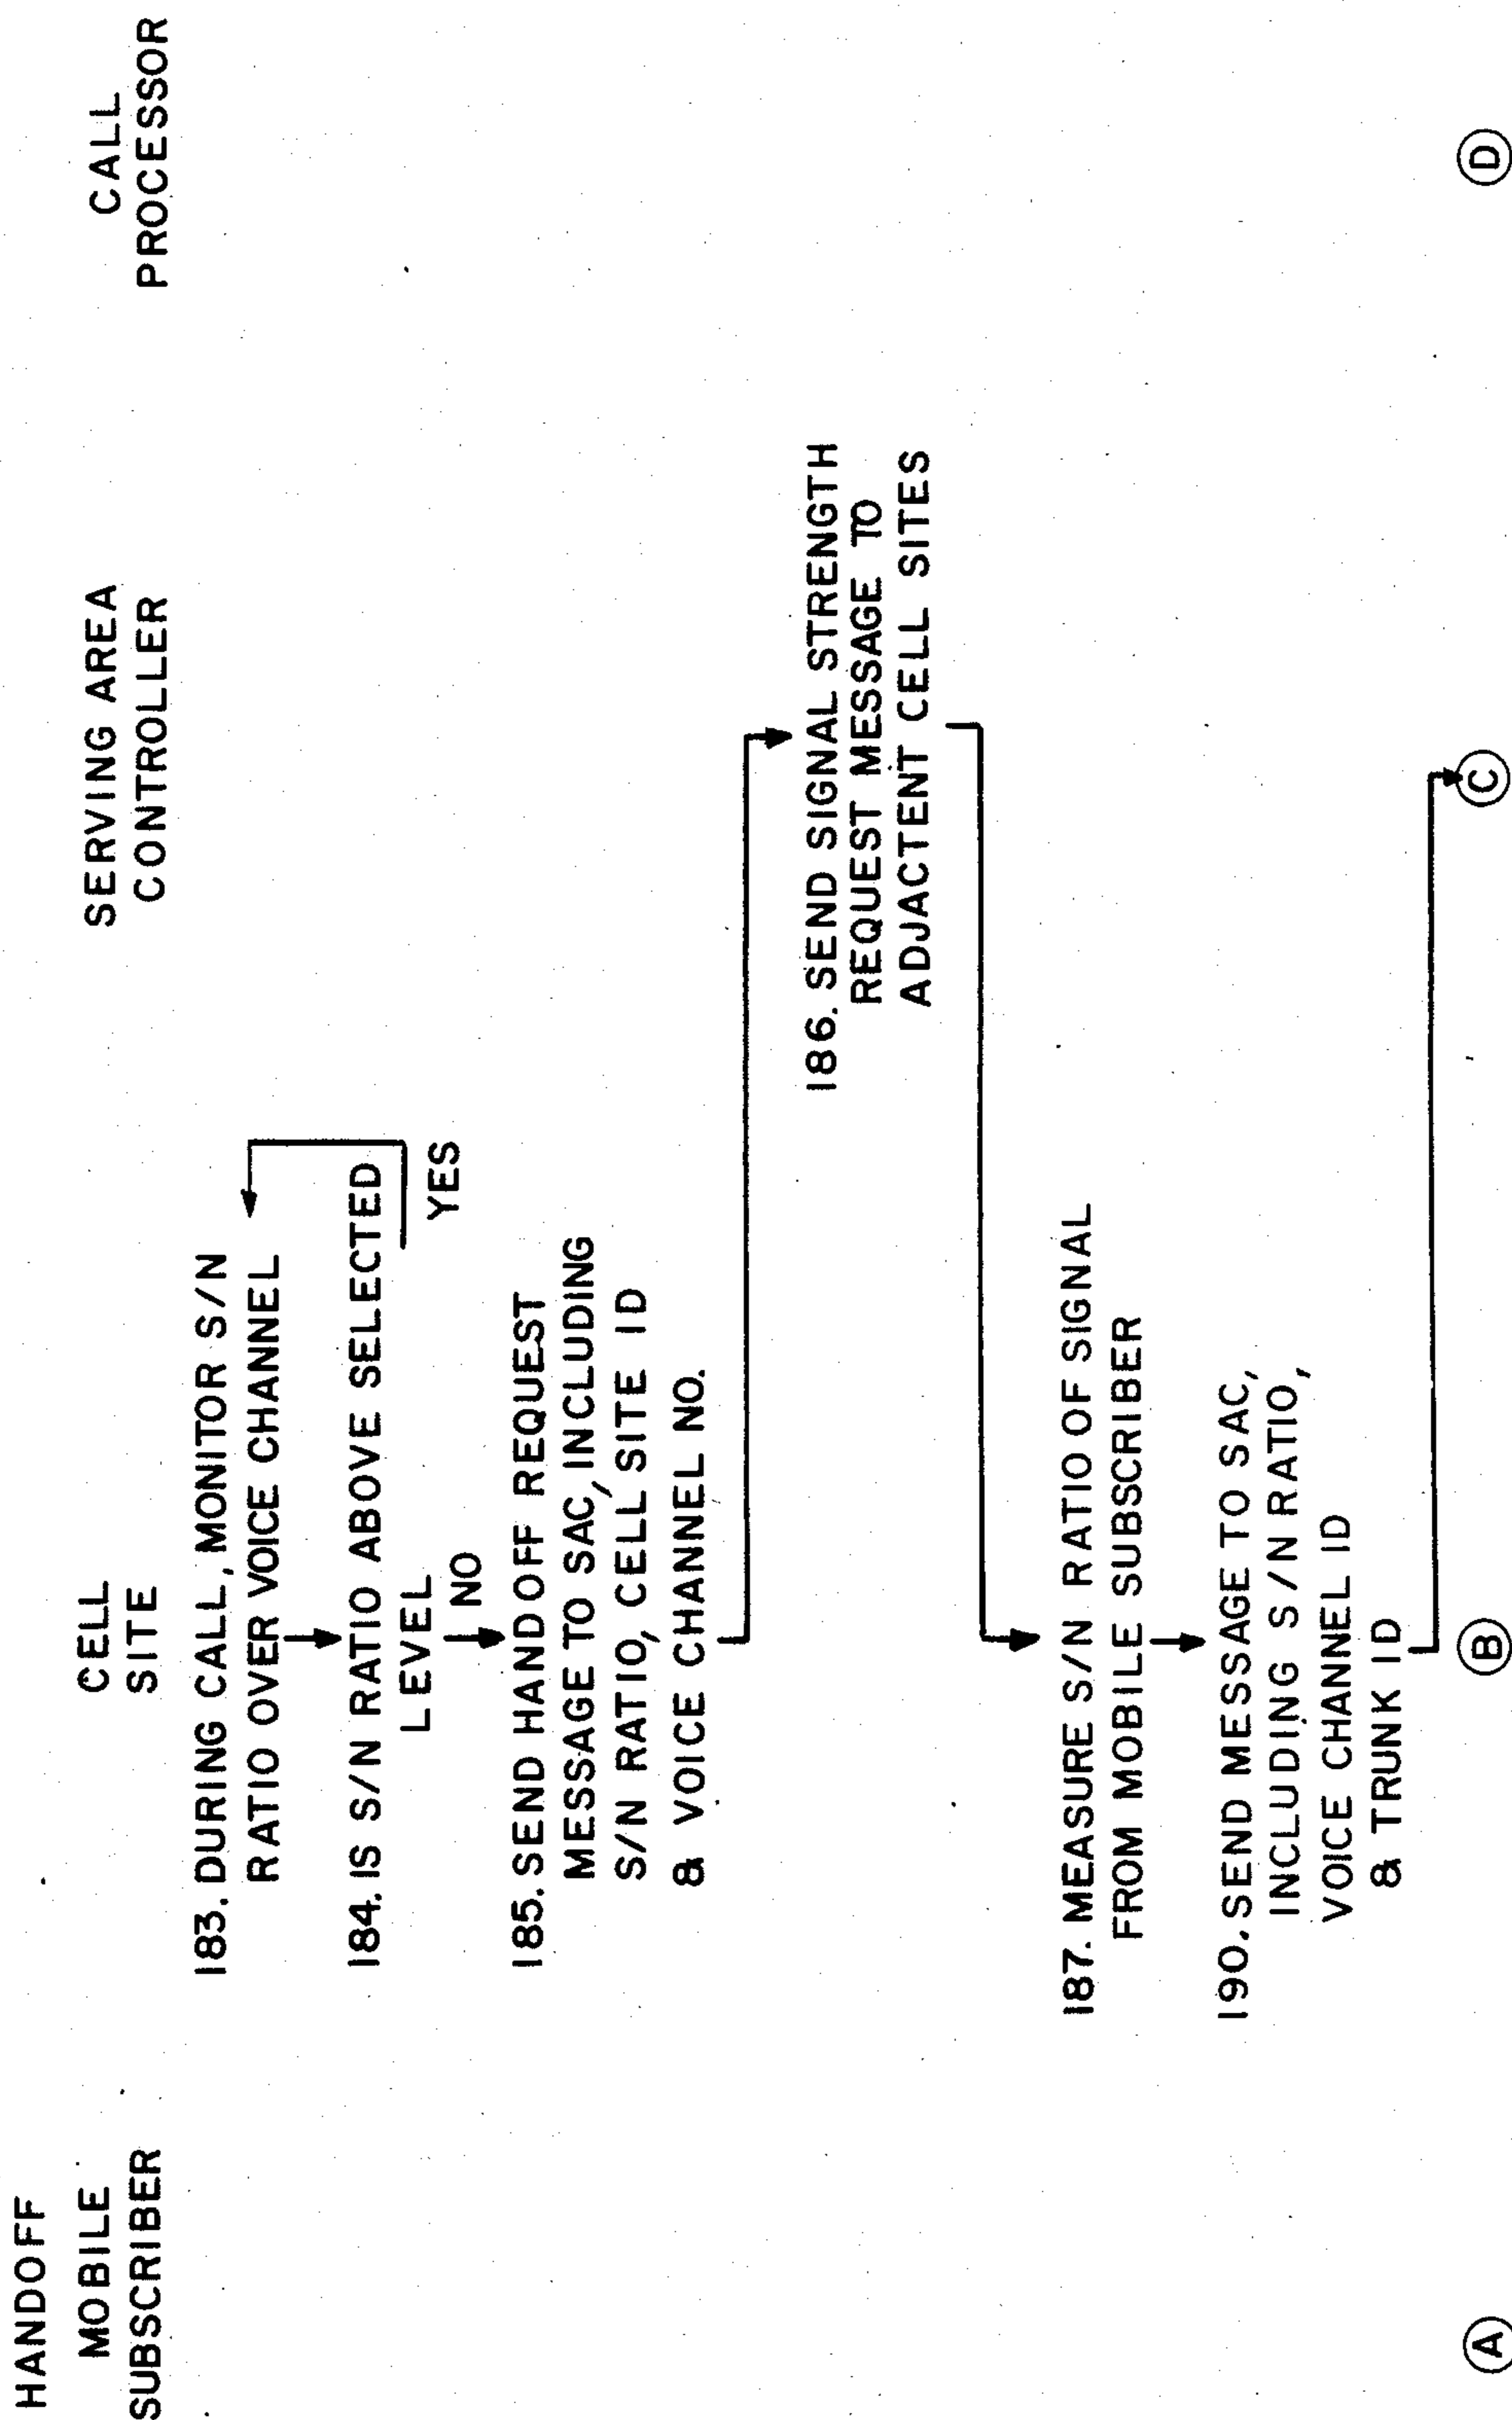 HANDOFF
MOBILE
SUBSCRIBER
CELL
SITE
SERVING AREA
CONTROLLER
CALL
PROCESSOR
183. DURING CALL, MONITOR S/N
RATIO OVER VOICE CHANNEL
184. IS S/N RATIO ABOVE SELECTED
LEVEL
YES
NO
185. SEND HANDOFF REQUEST
MESSAGE TO SAC, INCLUDING
S/N RATIO, CELL SITE ID
& VOICE CHANNEL NO.
186. SEND SIGNAL STRENGTH
REQUEST MESSAGE TO
ADJACTENT CELL SITES
187. MEASURE S/N RATIO OF SIGNAL
FROM MOBILE SUBSCRIBER
190. SEND MESSAGE TO SAC,
INCLUDING S/N RATIO,
VOICE CHANNEL ID
& TRUNK ID
A
B
C
D